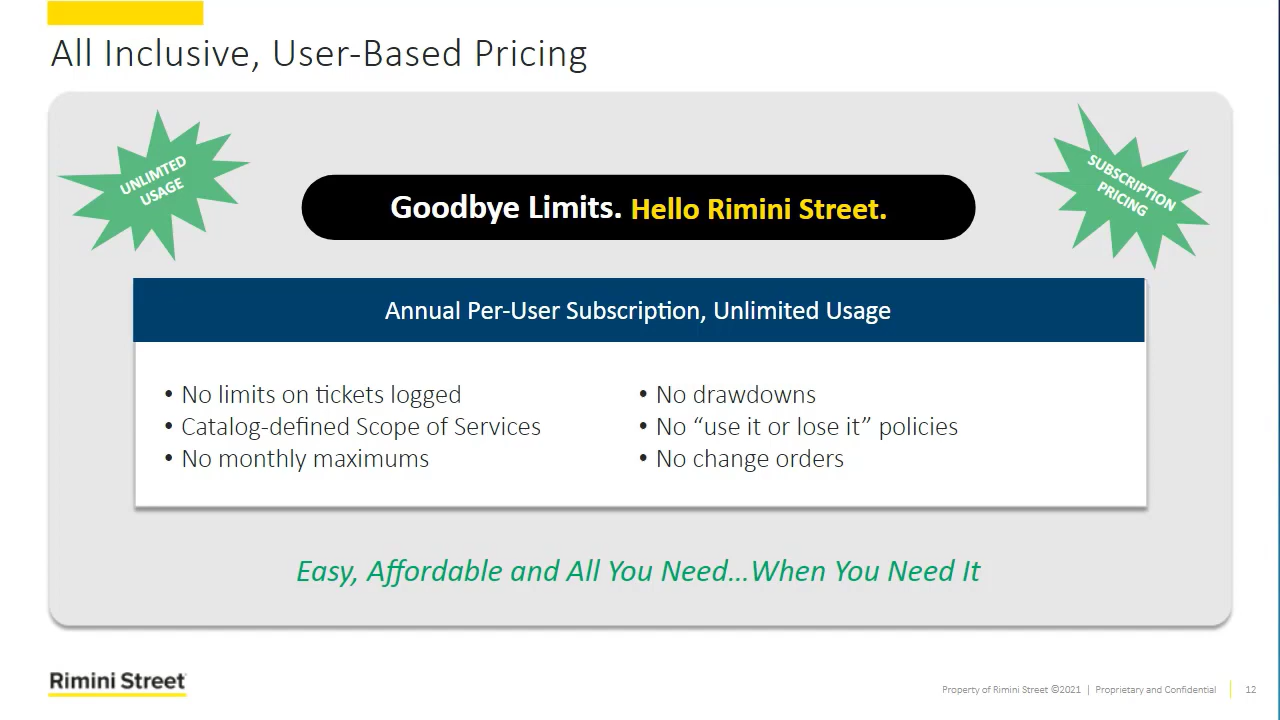 All Inclusive, User-Based Pricing
UNLIMTED
USAGE
SUBSCRIPTION
PRICING
Goodbye Limits. Hello Rimini Street.
Annual Per-User Subscription, Unlimited Usage
• No limits on tickets logged
• Catalog-defined Scope of Services
• No monthly maximums
• No drawdowns
• No “use it or lose it” policies
• No change orders
Easy, Affordable and All You Need...When You Need It
Rimini Street
Property of Rimini Street ©2021 | Proprietary and Confidential | 12